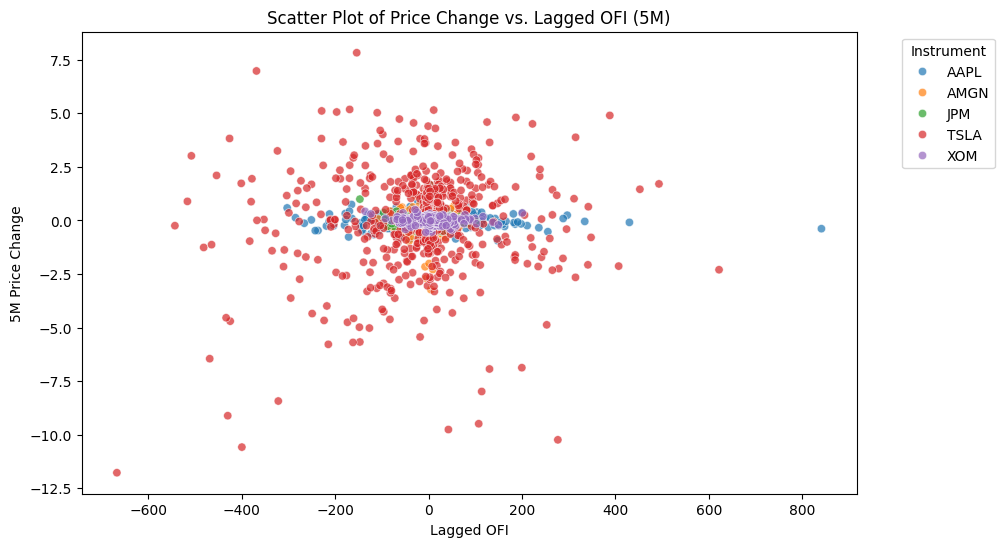 Scatter Plot of Price Change vs. Lagged OFI (5M)
Instrument
AAPL
AMGN
JPM
TSLA
XOM
5M Price Change
7.5
5.0
2.5
0.0
−2.5
−5.0
−7.5
−10.0
−12.5
−600 −400 −200 0 200 400 600 800
Lagged OFI